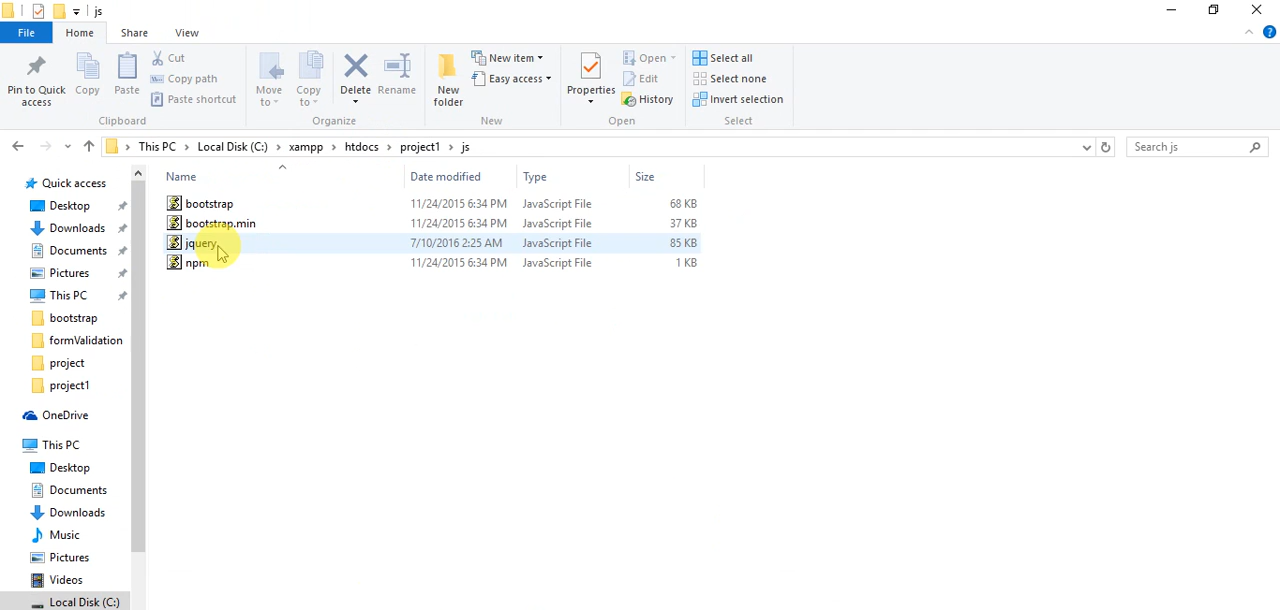 js
File Home Share View
Pin to Quick access
Copy
Paste
Cut
Copy path
Paste shortcut
Clipboard
Move to
Copy to
Delete
Rename
Organize
New folder
New item
Easy access
New
Properties
Open
Edit
History
Open
Select all
Select none
Invert selection
Select
This PC Local Disk (C:) xampp htdocs project1 js
Search js
Name Date modified Type Size
bootstrap 11/24/2015 6:34 PM JavaScript File 68 KB
bootstrap.min 11/24/2015 6:34 PM JavaScript File 37 KB
jquery 7/10/2016 2:25 AM JavaScript File 85 KB
npm 11/24/2015 6:34 PM JavaScript File 1 KB
Quick access
Desktop
Downloads
Documents
Pictures
This PC
bootstrap
formValidation
project
project1
OneDrive
This PC
Desktop
Documents
Downloads
Music
Pictures
Videos
Local Disk (C:)